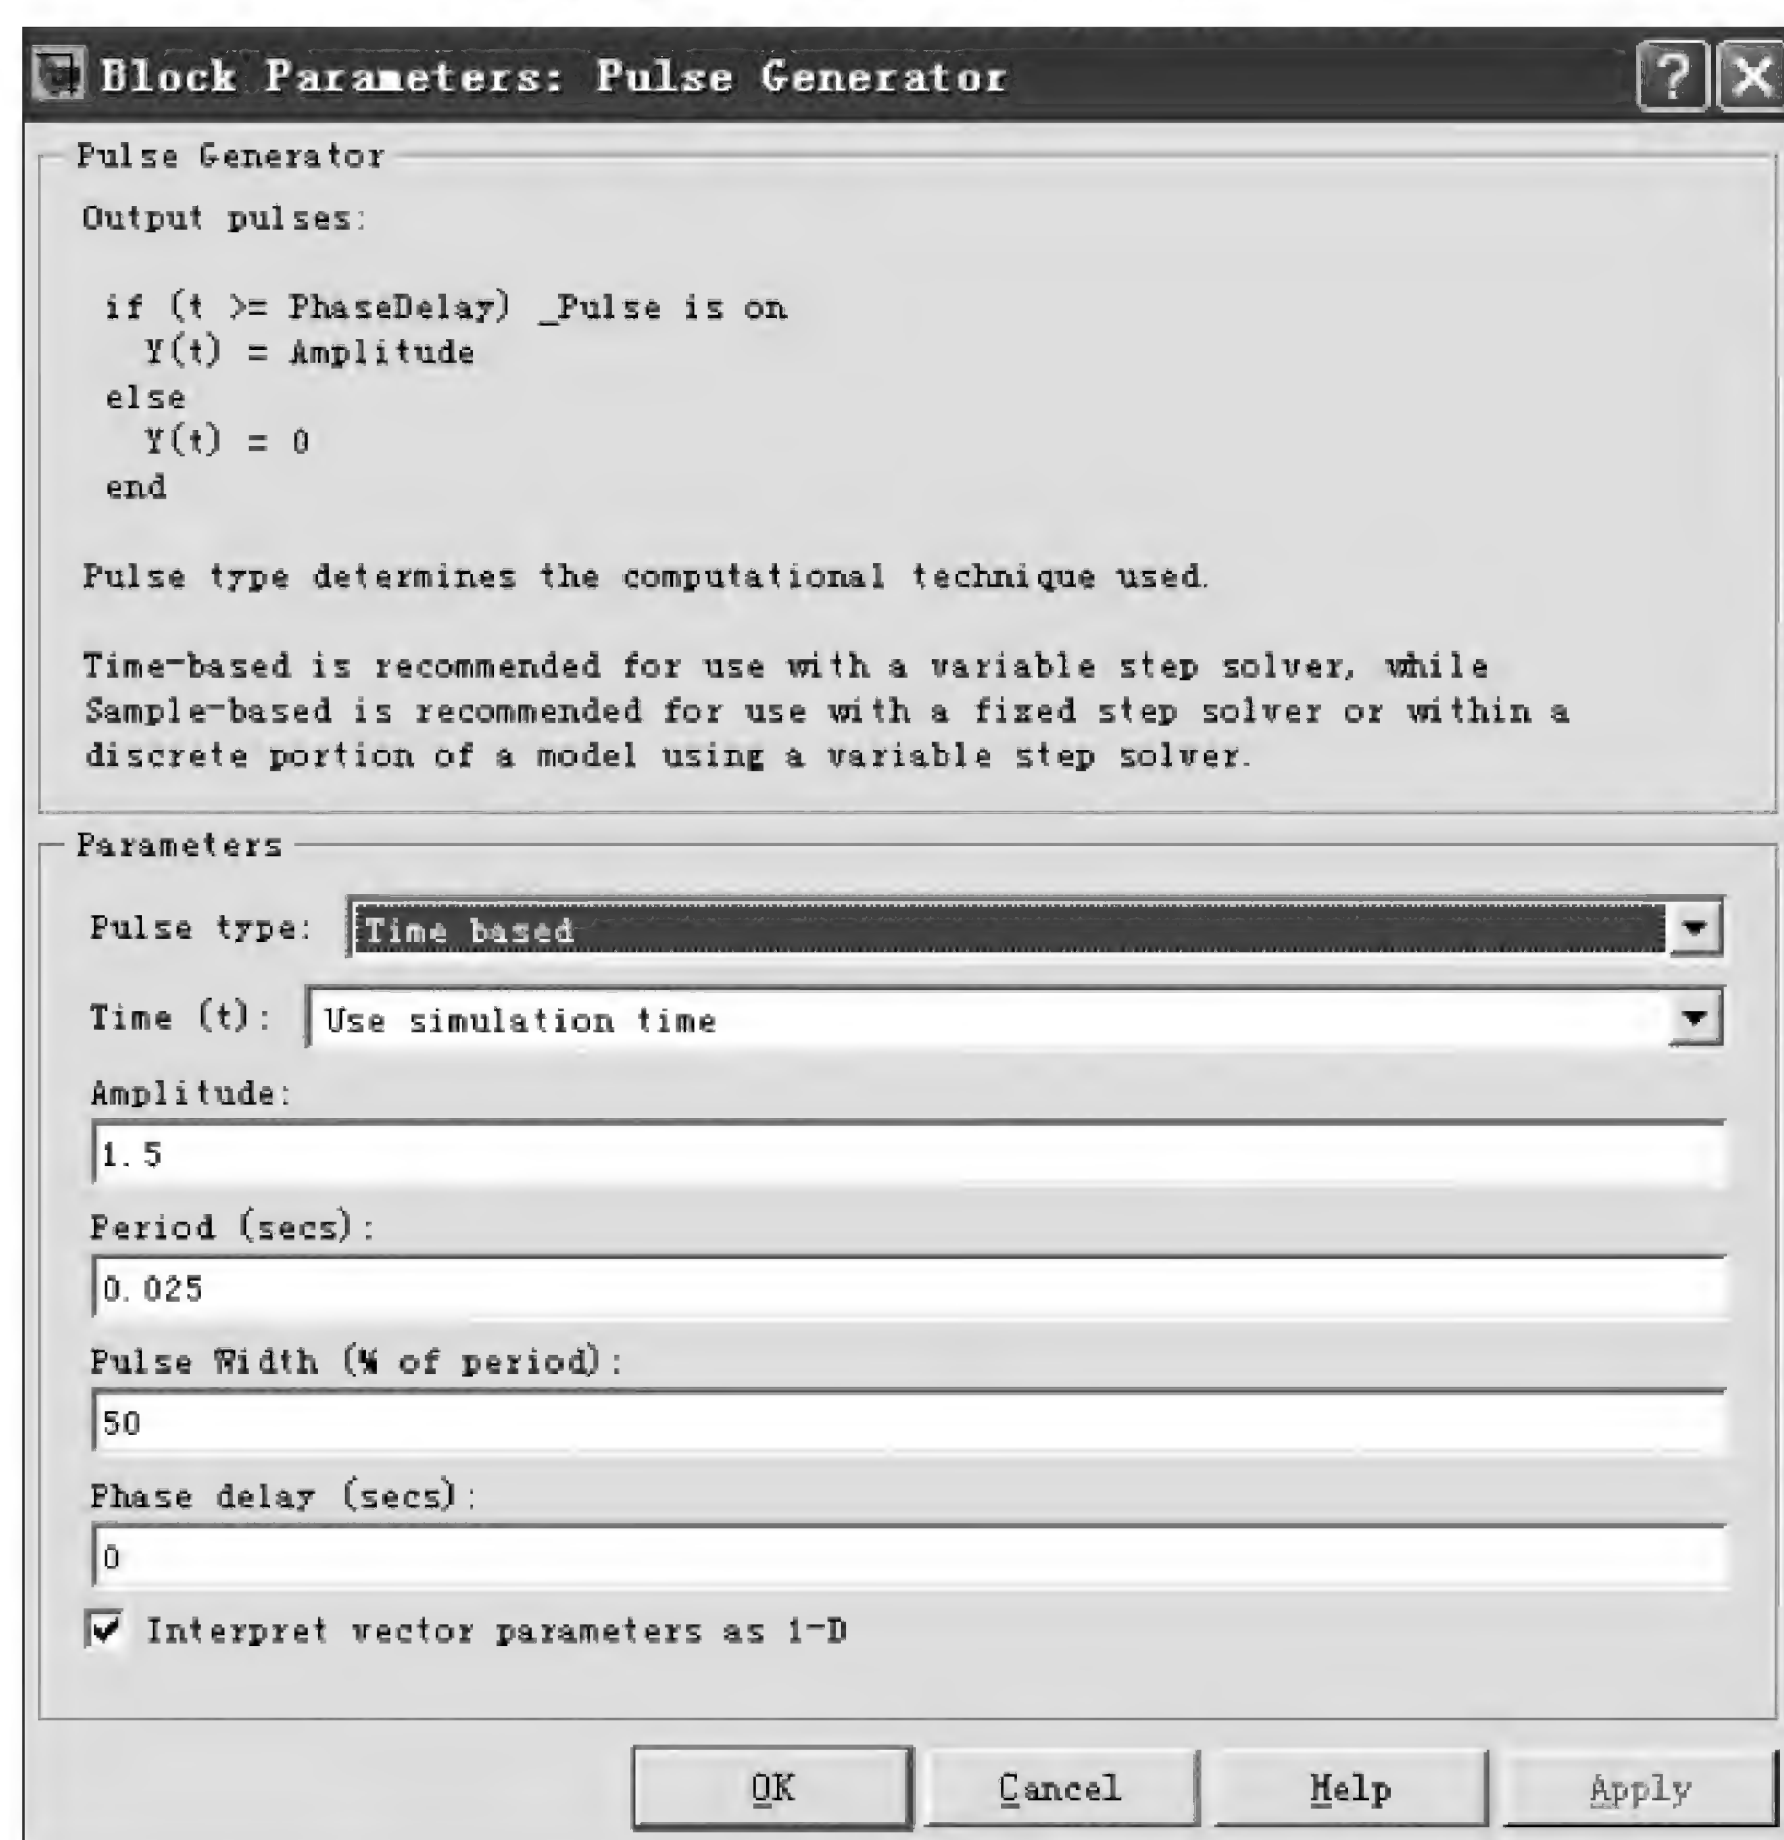 Block Parameters: Pulse Generator
Pulse Generator
Output pulses:
if (t >= PhaseDelay) _Pulse is on
Y(t) = Amplitude
else
Y(t) = 0
end
Pulse type determines the computational technique used.
Time-based is recommended for use with a variable step solver, while
Sample-based is recommended for use with a fixed step solver or within a
discrete portion of a model using a variable step solver.
Parameters
Pulse type: Time based
Time (t): Use simulation time
Amplitude:
1.5
Period (secs):
0.025
Pulse Width (% of period):
50
Phase delay (secs):
0
Interpret vector parameters as 1-D
OK Cancel Help Apply